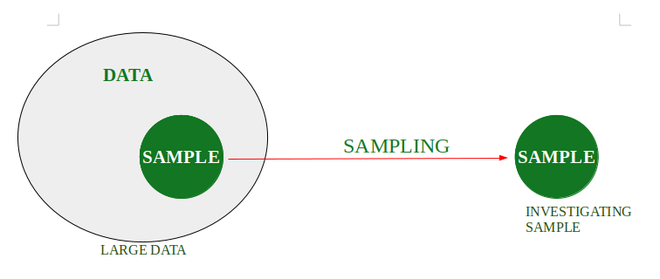 DATA
SAMPLE
SAMPLING
SAMPLE
INVESTIGATING
SAMPLE
LARGE DATA